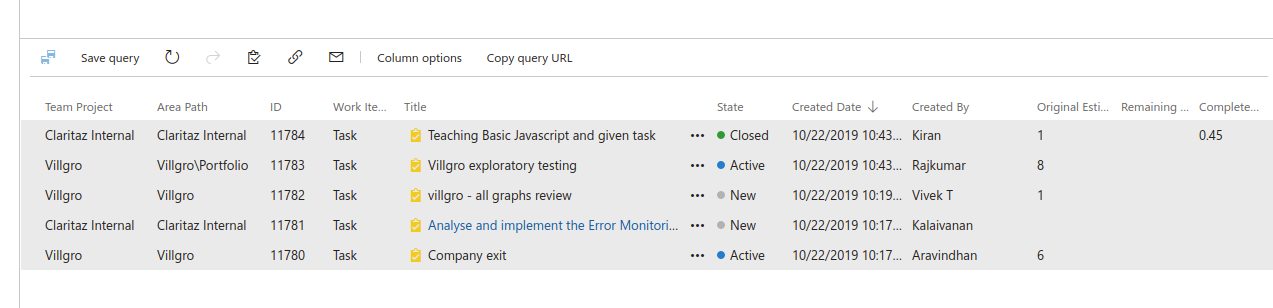 Save query Column options Copy query URL
Team Project Area Path ID Work Ite... Title State Created Date Created By Original Esti... Remaining ... Complete...
Claritaz Internal Claritaz Internal 11784 Task Teaching Basic Javascript and given task ... Closed 10/22/2019 10:43... Kiran 1 0.45
Villgro Villgro\Portfolio 11783 Task Villgro exploratory testing ... Active 10/22/2019 10:43... Rajkumar 8
Villgro Villgro 11782 Task villgro - all graphs review ... New 10/22/2019 10:19... Vivek T 1
Claritaz Internal Claritaz Internal 11781 Task Analyse and implement the Error Monitori... ... New 10/22/2019 10:17... Kalaivanan
Villgro Villgro 11780 Task Company exit ... Active 10/22/2019 10:17... Aravindhan 6